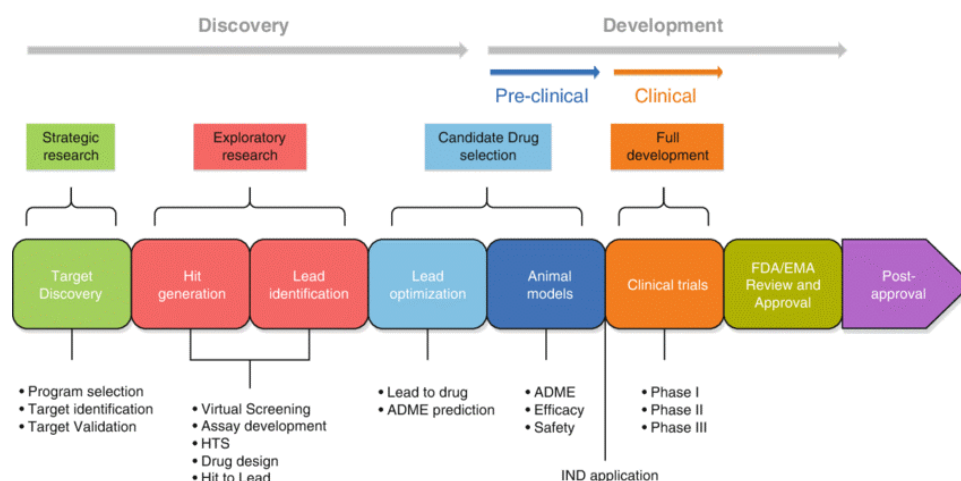 Discovery
Development
Pre-clinical
Clinical
Strategic
research
Exploratory
research
Candidate Drug
selection
Full
development
Target
Discovery
Hit
generation
Lead
identification
Lead
optimization
Animal
models
Clinical trials
FDA/EMA
Review and
Approval
Post-
approval
• Program selection
• Target identification
• Target Validation
• Virtual Screening
• Assay development
• HTS
• Drug design
• Hit to Lead
• Lead to drug
• ADME prediction
• ADME
• Efficacy
• Safety
• Phase I
• Phase II
• Phase III
IND application